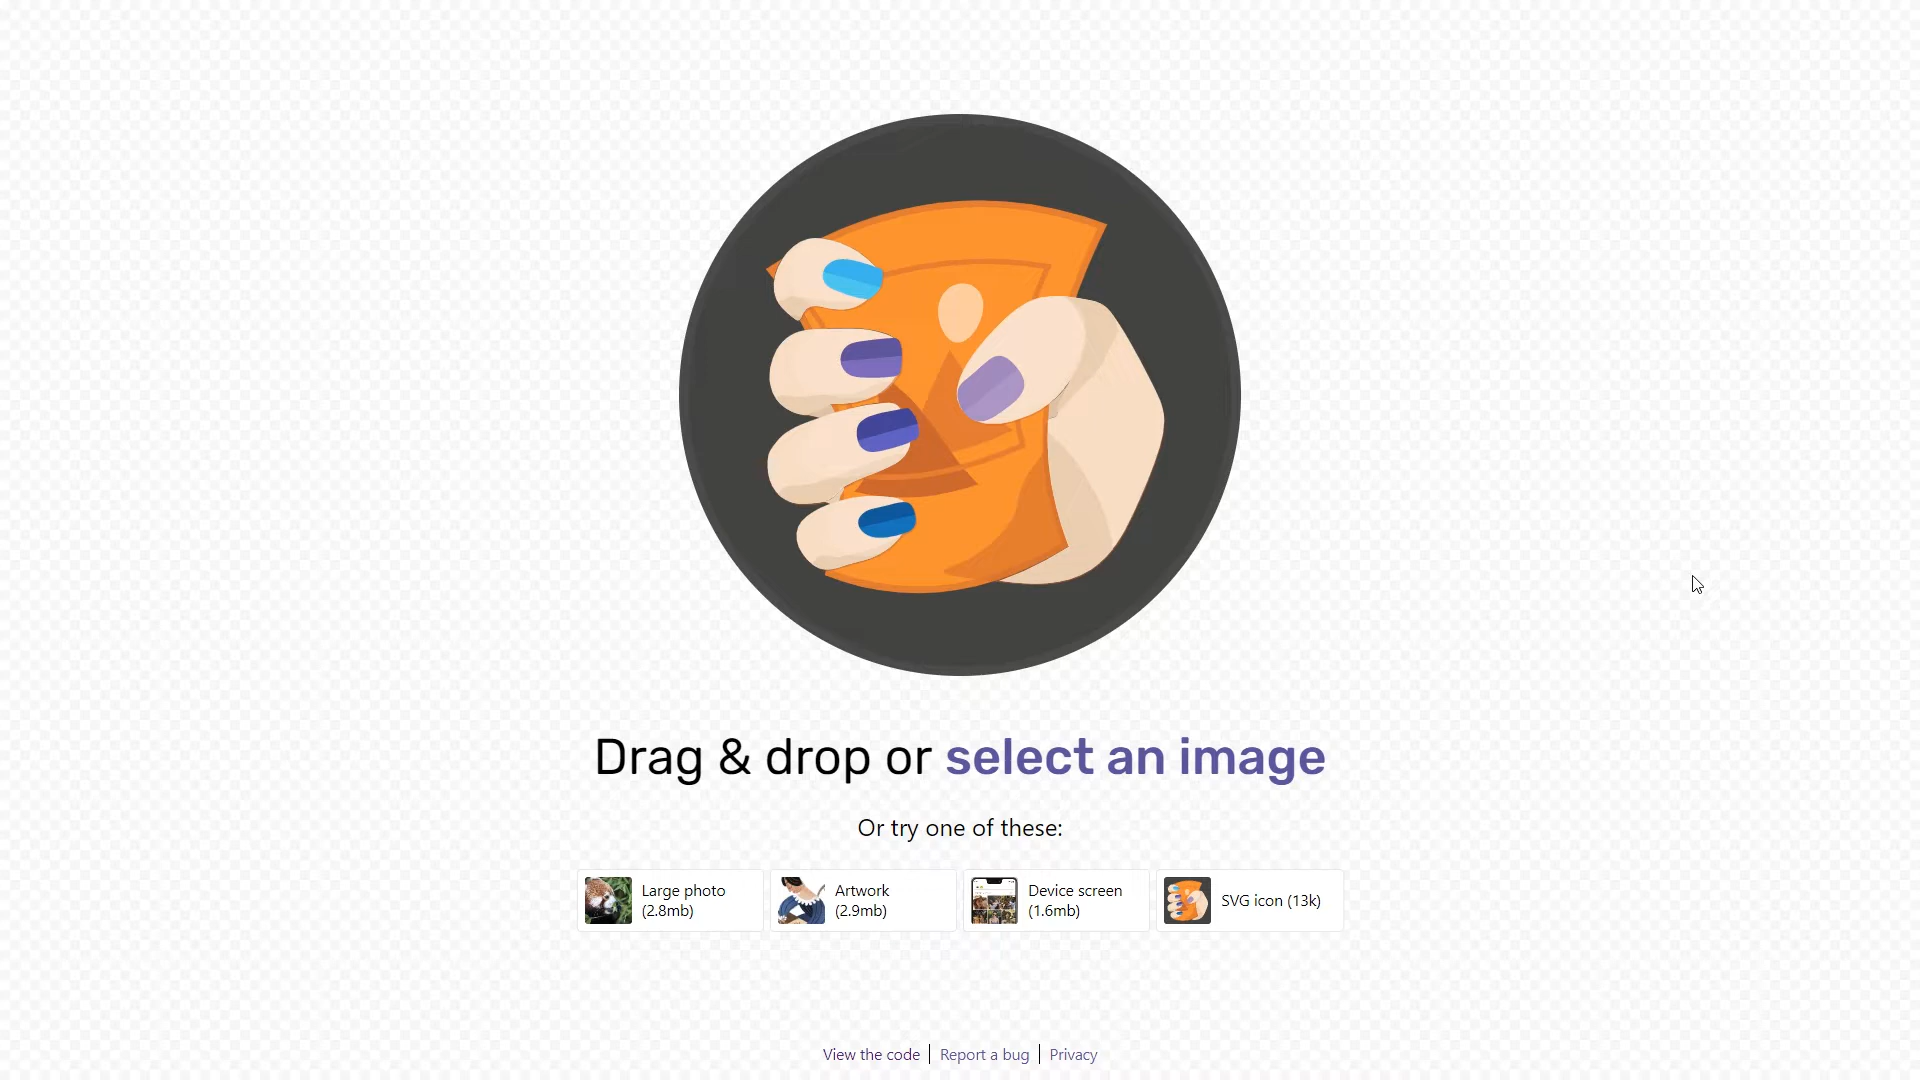 Drag & drop or select an image
Or try one of these:
Large photo
(2.8mb)
Artwork
(2.9mb)
Device screen
(1.6mb)
SVG icon (13k)
View the code
Report a bug
Privacy